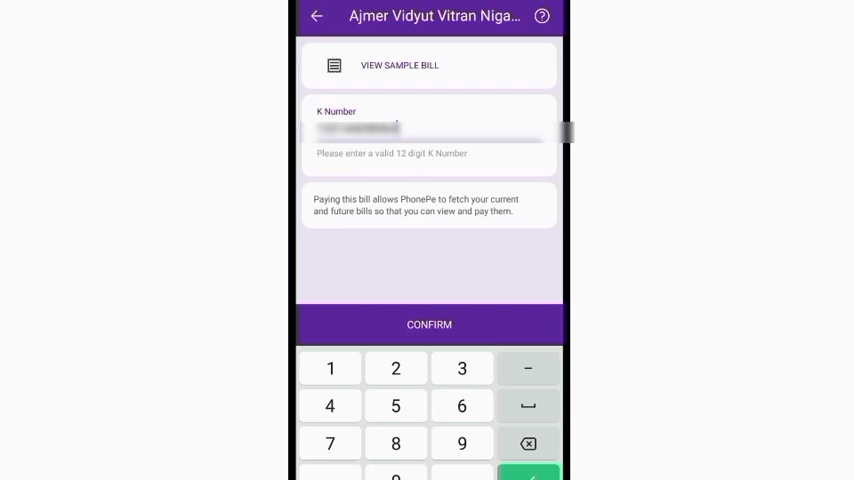 Ajmer Vidyut Vitran Niga...
VIEW SAMPLE BILL
K Number
Please enter a valid 12 digit K Number
Paying this bill allows PhonePe to fetch your current
and future bills so that you can view and pay them.
CONFIRM
1 2 3 -
4 5 6
7 8 9